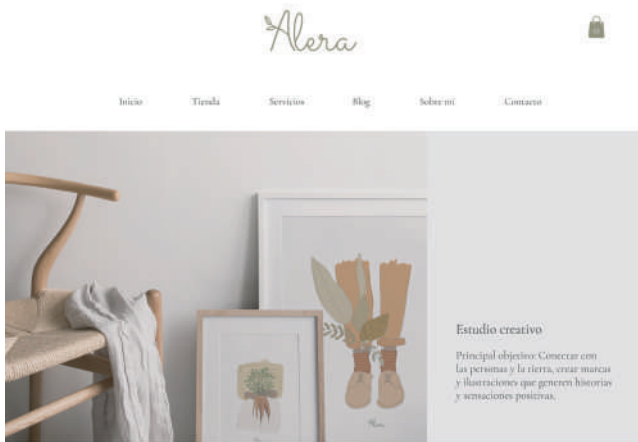 Alera
Inicio Tienda Servicios Blog Sobre mi Contacto
Estudio creativo
Principal objetivo: Conectar con
las personas y la tierra, crear marcas
y ilustraciones que generen historias
y sensaciones positivas.
Alera